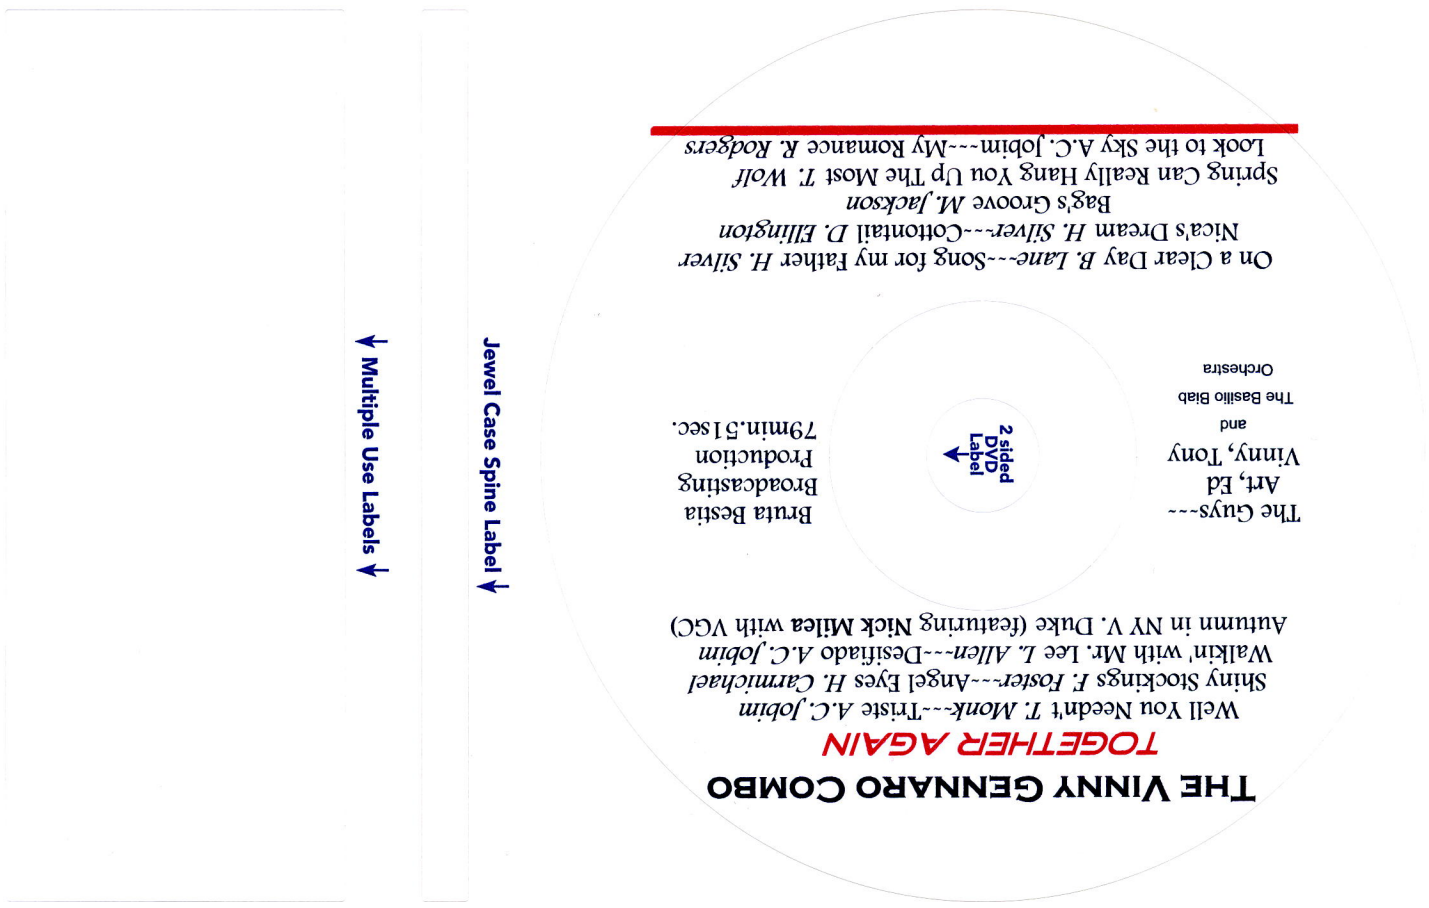 THE VINNY GENNARO COMBO
TOGETHER AGAIN
Well You Needn't T. Monk---Triste A.C. Jobim
Shiny Stockings F. Foster---Angel Eyes H. Carmichael
Walkin' with Mr. Lee L. Allen---Desifiado A.C. Jobim
Autumn in NY V. Duke (featuring Nick Milea with VGC)
The Guys---
Art, Ed
Vinny, Tony
and
The Basilio Biab
Orchestra
Bruta Bestia
Broadcasting
Production
79min.51sec.
On a Clear Day B. Lane---Song for my Father H. Silver
Nica's Dream H. Silver---Cottontail D. Ellington
Bag's Groove M. Jackson
Spring Can Really Hang You Up The Most T. Wolf
Look to the Sky A.C. Jobim---My Romance R. Rodgers
2 sided
DVD
Label
Jewel Case Spine Label
Multiple Use Labels